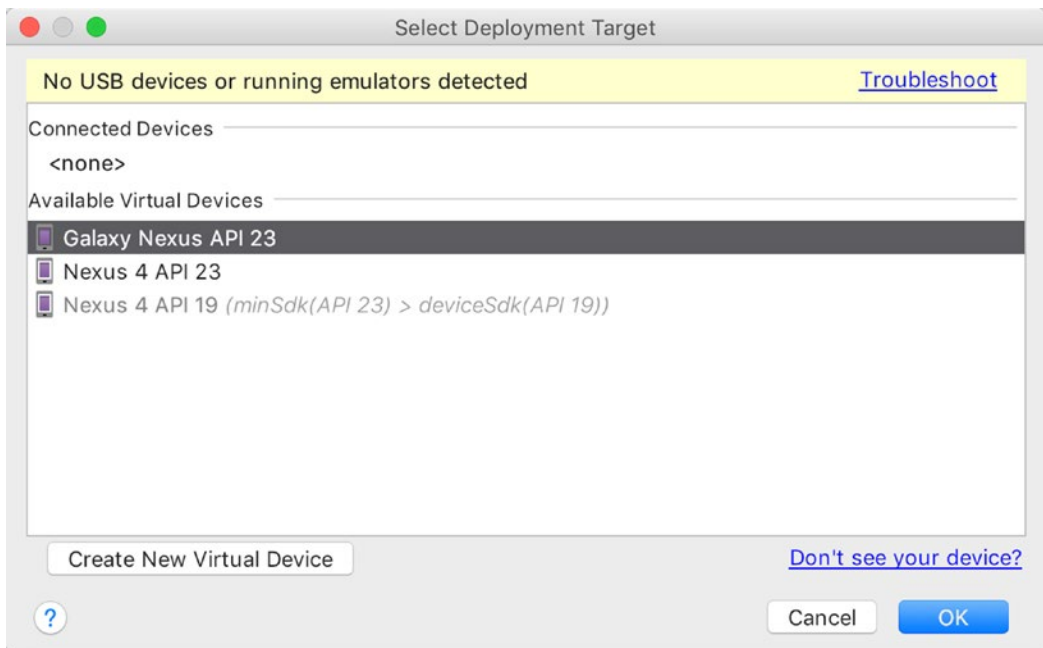 Select Deployment Target
No USB devices or running emulators detected Troubleshoot
Connected Devices
<none>
Available Virtual Devices
Galaxy Nexus API 23
Nexus 4 API 23
Nexus 4 API 19 (minSdk(API 23) > deviceSdk(API 19))
Create New Virtual Device Don't see your device?
? Cancel OK